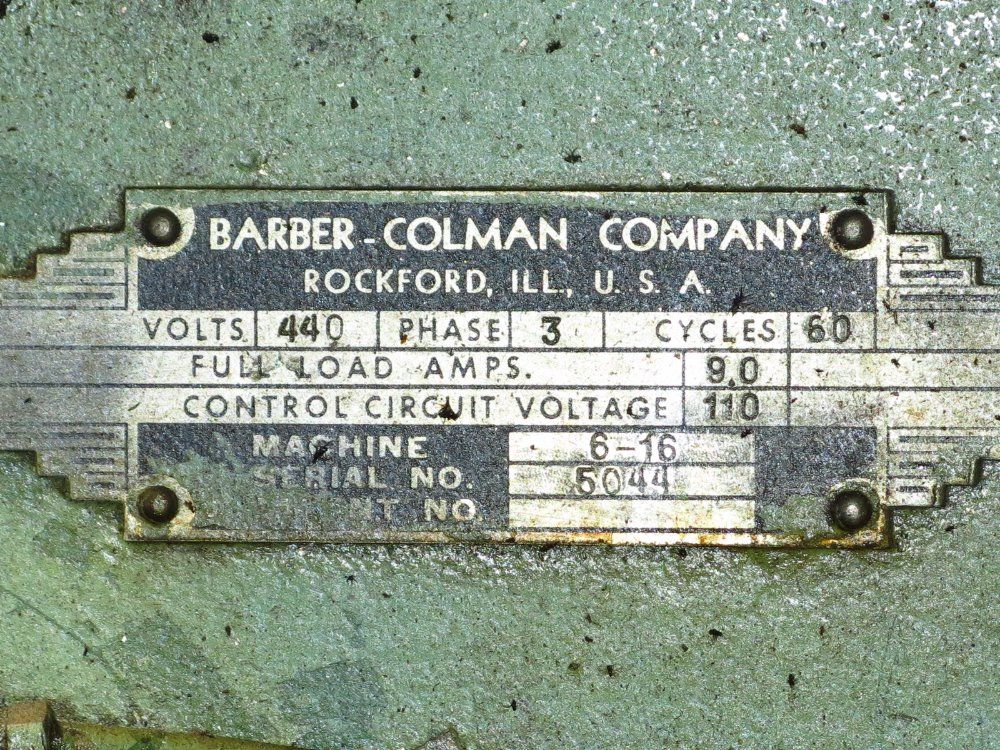 BARBER-COLMAN COMPANY
ROCKFORD, ILL., U. S. A.
VOLTS 440 PHASE 3 CYCLES 60
FULL LOAD AMPS. 9.0
CONTROL CIRCUIT VOLTAGE 110
MACHINE 6-16
SERIAL NO. 5044
NO.